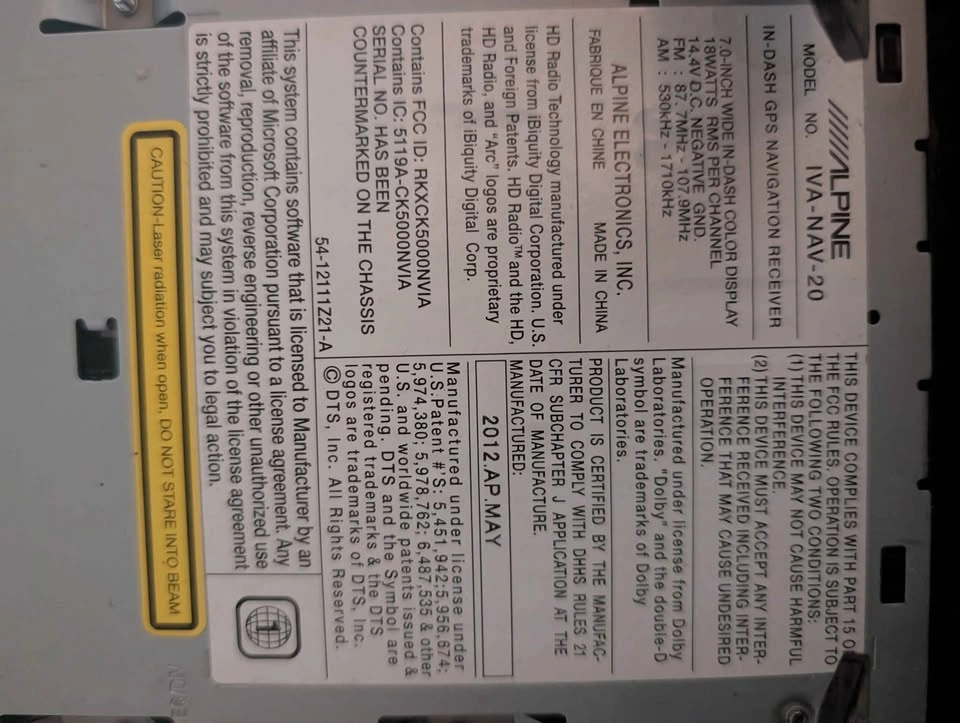 ALPINE
MODEL NO. IVA-NAV-20
IN-DASH GPS NAVIGATION RECEIVER
7.0-INCH WIDE IN-DASH COLOR DISPLAY
18WATTS RMS PER CHANNEL
14.4V D.C. NEGATIVE GND.
FM : 87.7MHz - 107.9MHz
AM : 530kHz - 1710kHz
ALPINE ELECTRONICS, INC.
FABRIQUE EN CHINE MADE IN CHINA
HD Radio Technology manufactured under
license from iBiquity Digital Corporation. U.S.
and Foreign Patents. HD Radio™ and the HD,
HD Radio, and "Arc" logos are proprietary
trademarks of iBiquity Digital Corp.
Contains FCC ID: RKXCK5000NVIA
Contains IC: 5119A-CK5000NVIA
SERIAL NO. HAS BEEN
COUNTERMARKED ON THE CHASSIS
54-12111Z21-A
THIS DEVICE COMPLIES WITH PART 15 O
THE FCC RULES, OPERATION IS SUBJECT TO
THE FOLLOWING TWO CONDITIONS;
(1) THIS DEVICE MAY NOT CAUSE HARMFUL
INTERFERENCE.
(2) THIS DEVICE MUST ACCEPT ANY INTER-
FERENCE RECEIVED INCLUDING INTER-
FERENCE THAT MAY CAUSE UNDESIRED
OPERATION.
Manufactured under license from Dolby
Laboratories. "Dolby" and the double-D
symbol are trademarks of Dolby
Laboratories.
PRODUCT IS CERTIFIED BY THE MANUFAC-
TURER TO COMPLY WITH DHHS RULES 21
CFR SUBCHAPTER J APPLICATION AT THE
DATE OF MANUFACTURE.
MANUFACTURED:
2012.AP.MAY
Manufactured under license under
U.S.Patent #'S: 5,451,942;5,956,674;
5,974,380; 5,978,762; 6,487,535 & other
U.S. and worldwide patents issued &
pending. DTS and the Symbol are
registered trademarks & the DTS
logos are trademarks of DTS, Inc.
© DTS, Inc. All Rights Reserved.
This system contains software that is licensed to Manufacturer by an
affiliate of Microsoft Corporation pursuant to a license agreement. Any
removal, reproduction, reverse engineering or other unauthorized use
of the software from this system in violation of the license agreement
is strictly prohibited and may subject you to legal action.
CAUTION-Laser radiation when open, DO NOT STARE INTO BEAM